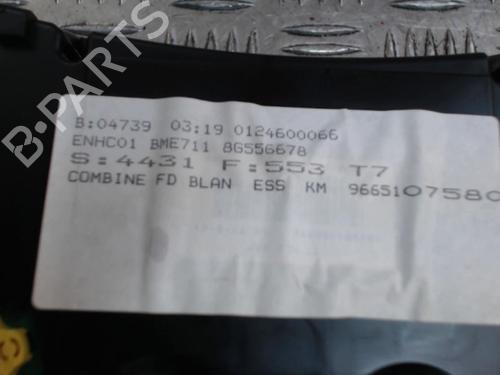 B:04739 03:19 0124600066
ENHC01 BME711 8G556678
S:4431 F:553 T7
COMBINE FD BLAN ESS KM 9665107580
B-PARTS